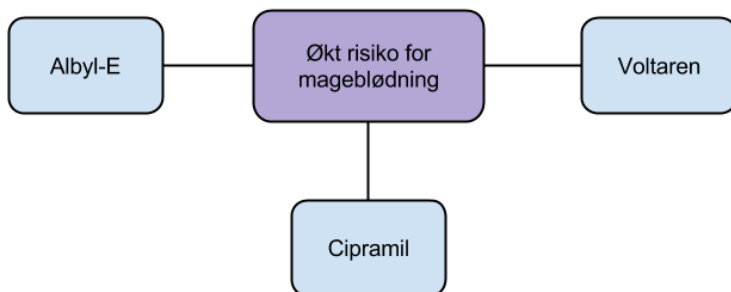 Albyl-E
Økt risiko for
mageblødning
Voltaren
Cipramil